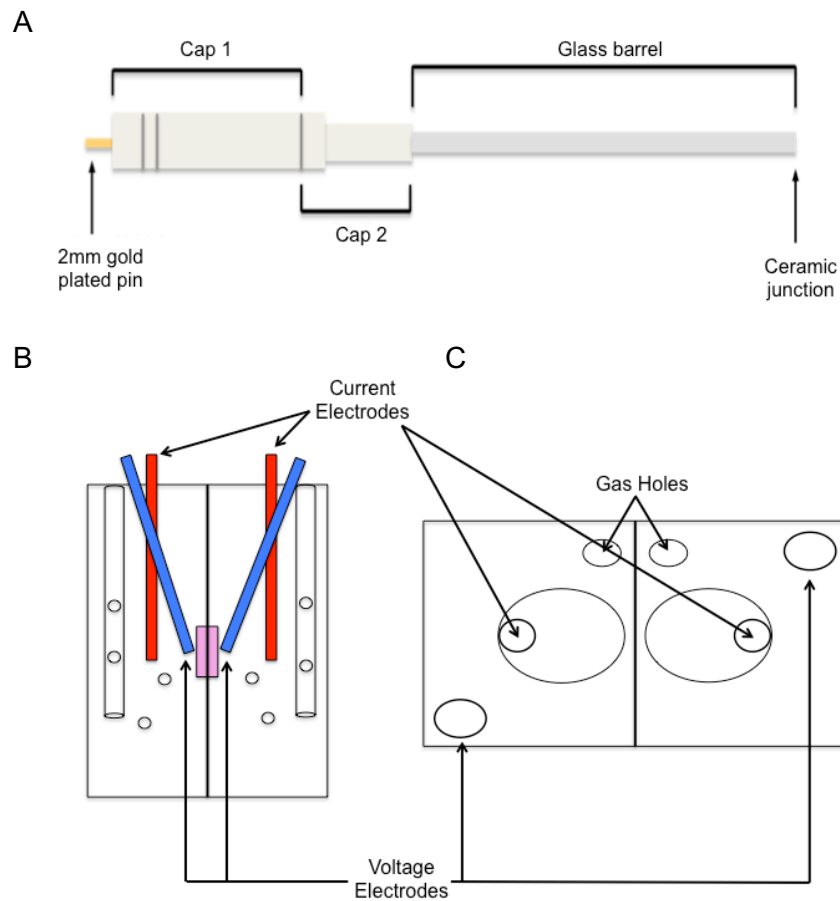 A
Cap 1
Glass barrel
Cap 2
2mm gold
plated pin
Ceramic
junction
B
C
Current
Electrodes
Gas Holes
Voltage
Electrodes